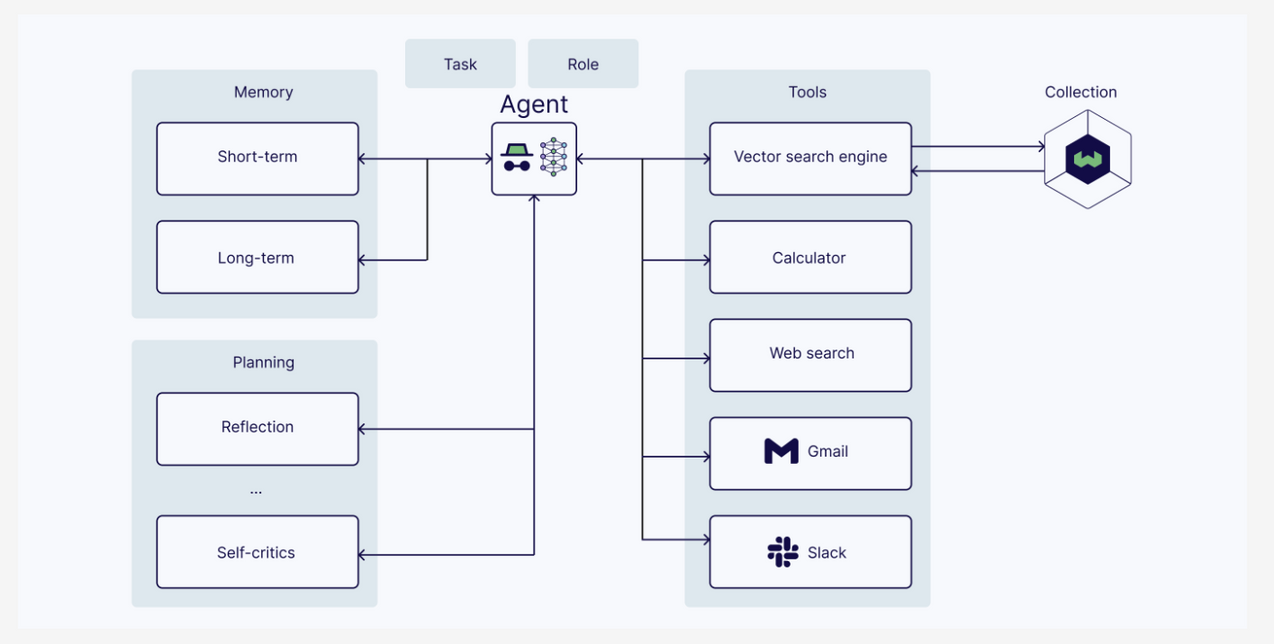 Task
Role
Agent
Memory
Short-term
Long-term
Planning
Reflection
...
Self-critics
Tools
Vector search engine
Calculator
Web search
Gmail
Slack
Collection